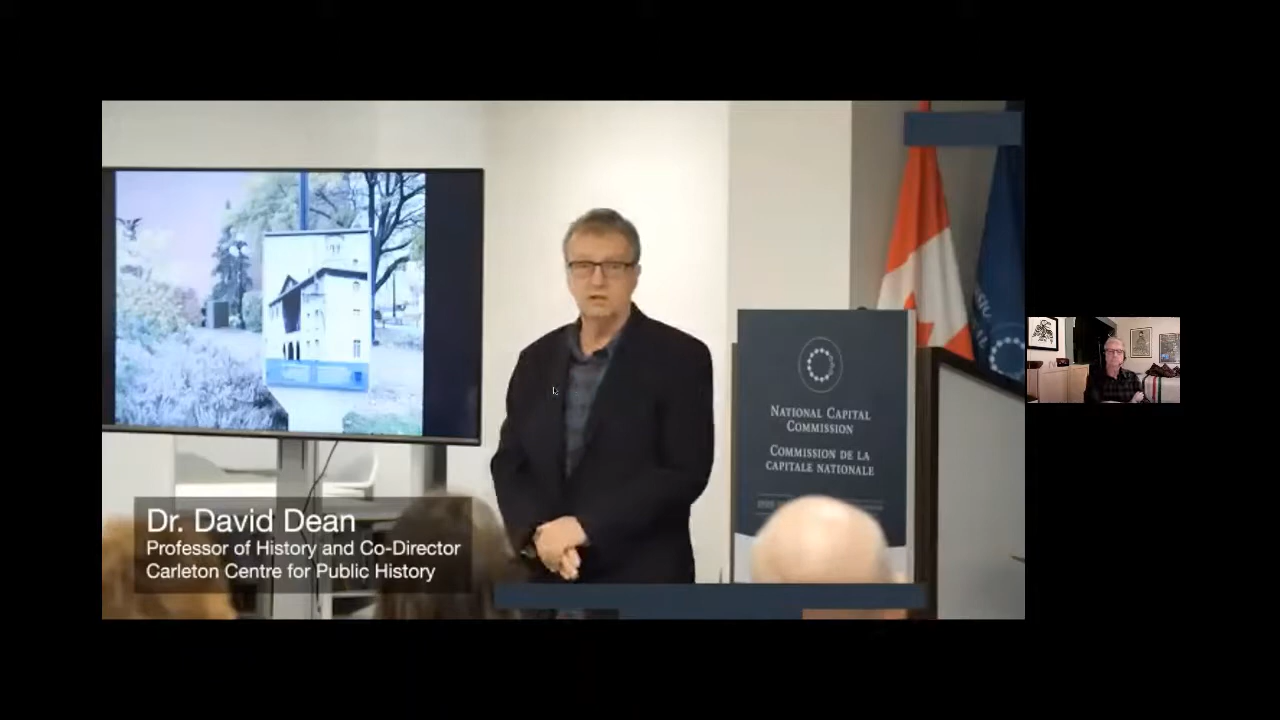 Dr. David Dean
Professor of History and Co-Director
Carleton Centre for Public History
NATIONAL CAPITAL
COMMISSION
COMMISSION DE LA
CAPITALE NATIONALE